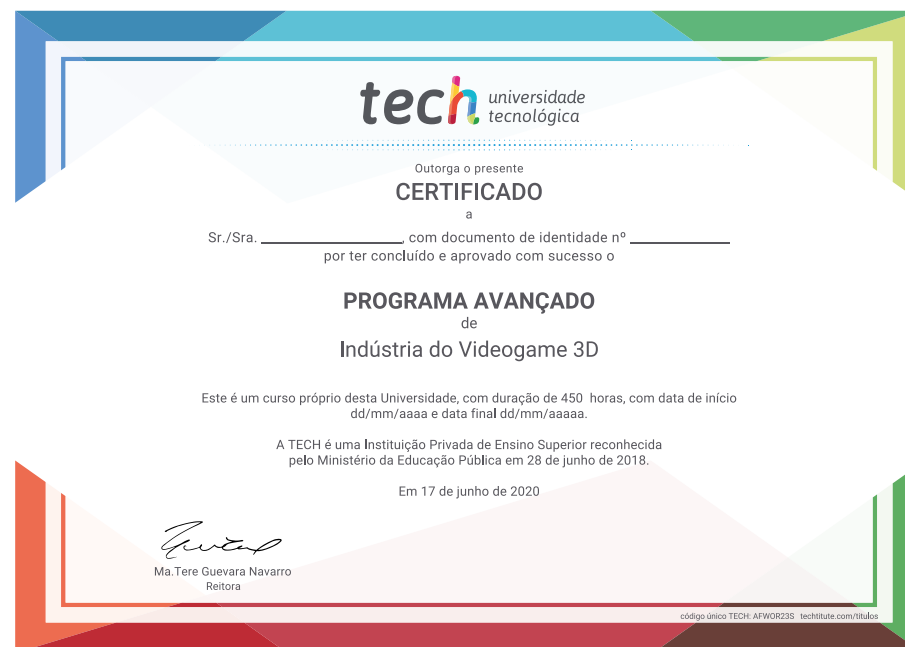 tech universidade
tecnológica
Outorga o presente
CERTIFICADO
a
Sr./Sra. ____________, com documento de identidade nº ____________
por ter concluído e aprovado com sucesso o
PROGRAMA AVANÇADO
de
Indústria do Videogame 3D
Este é um curso próprio desta Universidade, com duração de 450 horas, com data de início
dd/mm/aaaa e data final dd/mm/aaaaa.
A TECH é uma Instituição Privada de Ensino Superior reconhecida
pelo Ministério da Educação Pública em 28 de junho de 2018.
Em 17 de junho de 2020
Ma.Tere Guevara Navarro
Reitora
código único TECH: AFWOR23S techtitute.com/titulos